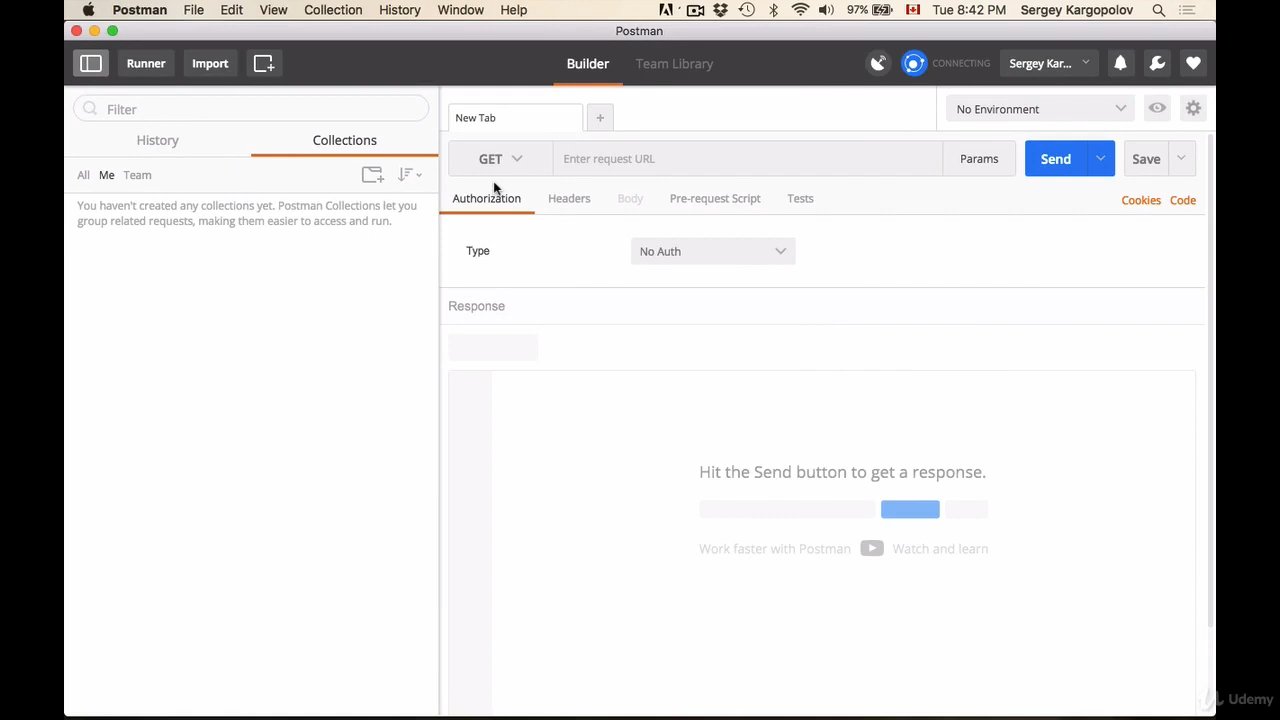 Postman File Edit View Collection History Window Help 97% Tue 8:42 PM Sergey Kargopolov
Postman
Runner Import Builder Team Library CONNECTING Sergey Kar...
Filter
New Tab + No Environment
History Collections
GET Enter request URL Params Send Save
All Me Team
Authorization Headers Body Pre-request Script Tests Cookies Code
You haven't created any collections yet. Postman Collections let you
group related requests, making them easier to access and run.
Type No Auth
Response
Hit the Send button to get a response.
Work faster with Postman Watch and learn
Udemy